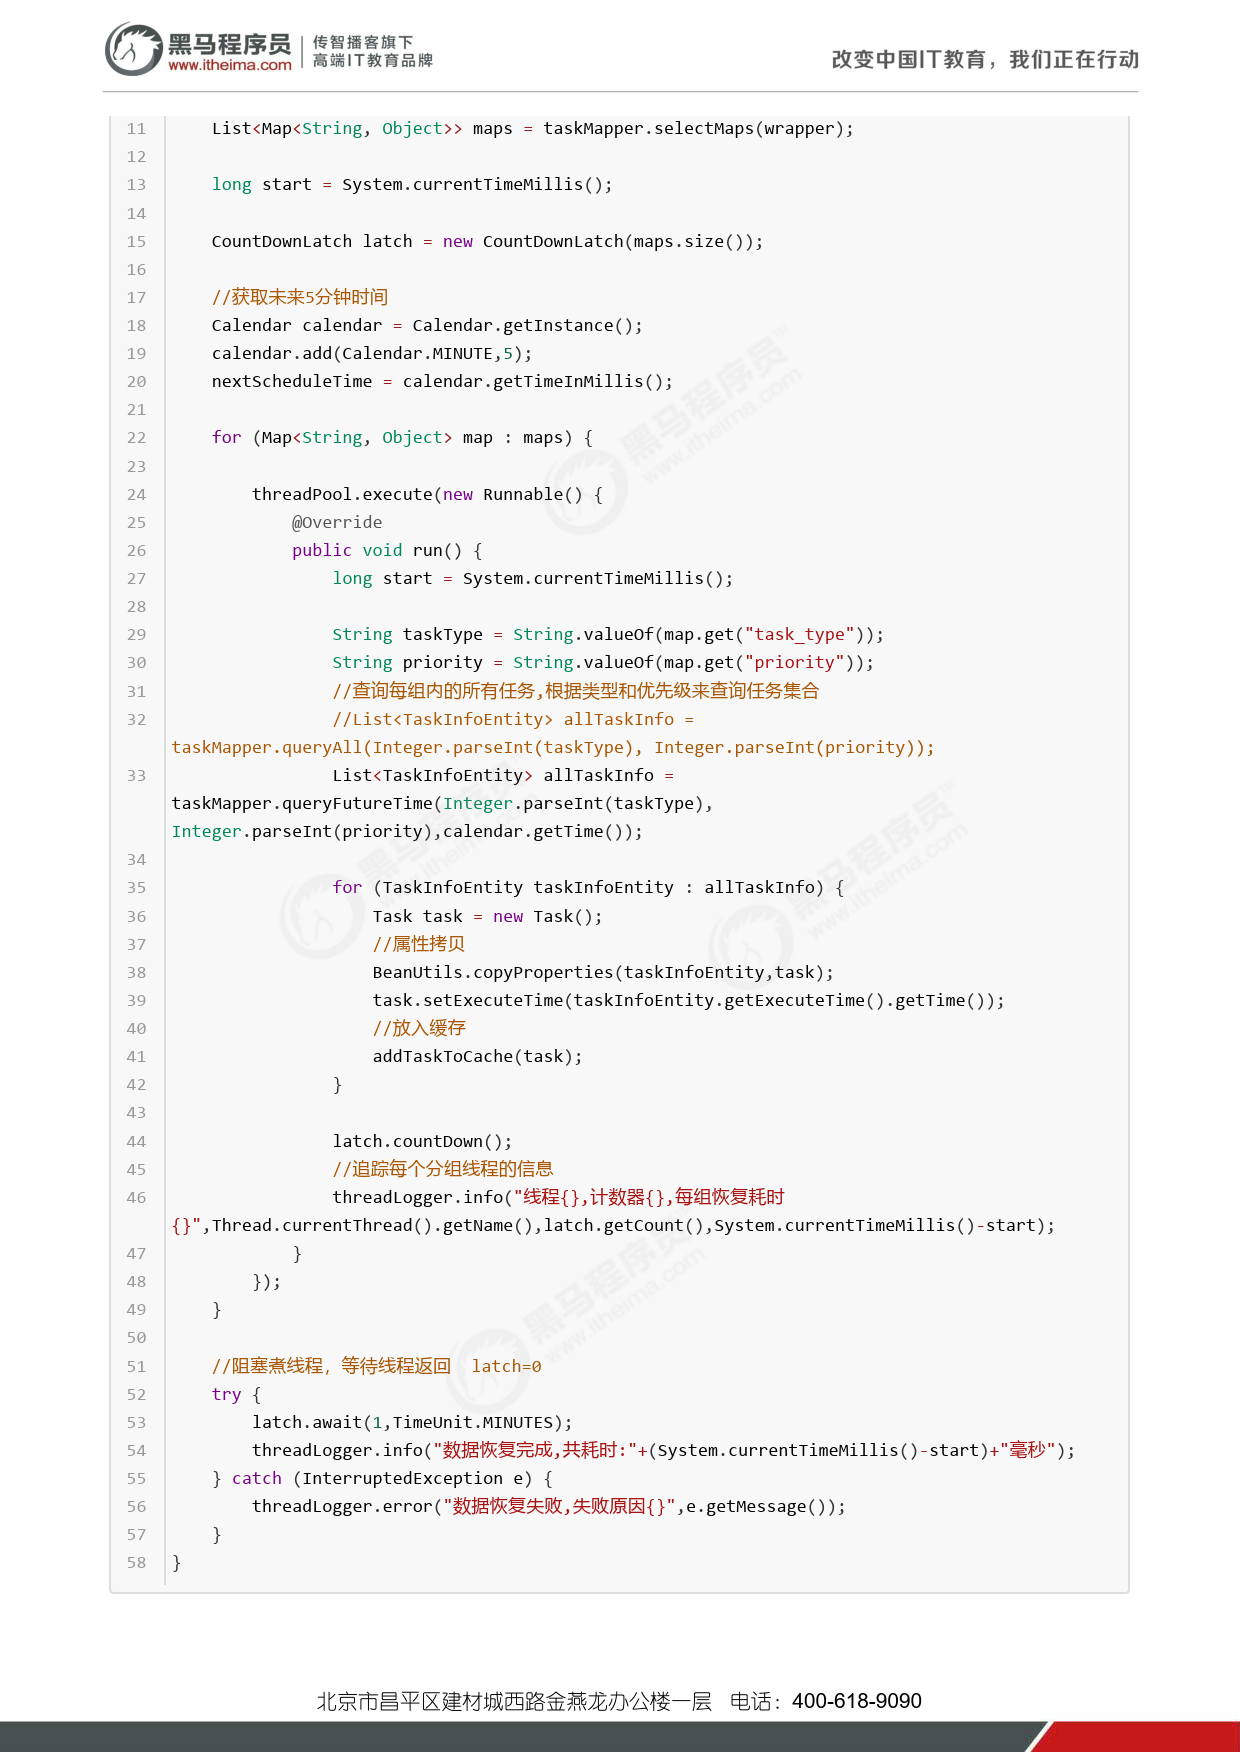 黑马程序员
www.itheima.com
传智播客旗下
高端IT教育品牌
改变中国IT教育，我们正在行动
11 List<Map<String, Object>> maps = taskMapper.selectMaps(wrapper);
12
13 long start = System.currentTimeMillis();
14
15 CountDownLatch latch = new CountDownLatch(maps.size());
16
17 //获取未来5分钟时间
18 Calendar calendar = Calendar.getInstance();
19 calendar.add(Calendar.MINUTE,5);
20 nextScheduleTime = calendar.getTimeInMillis();
21
22 for (Map<String, Object> map : maps) {
23
24 threadPool.execute(new Runnable() {
25 @Override
26 public void run() {
27 long start = System.currentTimeMillis();
28
29 String taskType = String.valueOf(map.get("task_type"));
30 String priority = String.valueOf(map.get("priority"));
31 //查询每组内的所有任务,根据类型和优先级来查询任务集合
32 //List<TaskInfoEntity> allTaskInfo =
taskMapper.queryAll(Integer.parseInt(taskType), Integer.parseInt(priority));
33 List<TaskInfoEntity> allTaskInfo =
taskMapper.queryFutureTime(Integer.parseInt(taskType),
Integer.parseInt(priority),calendar.getTime());
34
35 for (TaskInfoEntity taskInfoEntity : allTaskInfo) {
36 Task task = new Task();
37 //属性拷贝
38 BeanUtils.copyProperties(taskInfoEntity,task);
39 task.setExecuteTime(taskInfoEntity.getExecuteTime().getTime());
40 //放入缓存
41 addTaskToCache(task);
42 }
43
44 latch.countDown();
45 //追踪每个分组线程的信息
46 threadLogger.info("线程{},计数器{},每组恢复耗时
{}",Thread.currentThread().getName(),latch.getCount(),System.currentTimeMillis()-start);
47 }
48 });
49 }
50
51 //阻塞煮线程，等待线程返回 latch=0
52 try {
53 latch.await(1,TimeUnit.MINUTES);
54 threadLogger.info("数据恢复完成,共耗时:"+(System.currentTimeMillis()-start)+"毫秒");
55 } catch (InterruptedException e) {
56 threadLogger.error("数据恢复失败,失败原因{}",e.getMessage());
57 }
58 }
北京市昌平区建材城西路金燕龙办公楼一层 电话：400-618-9090